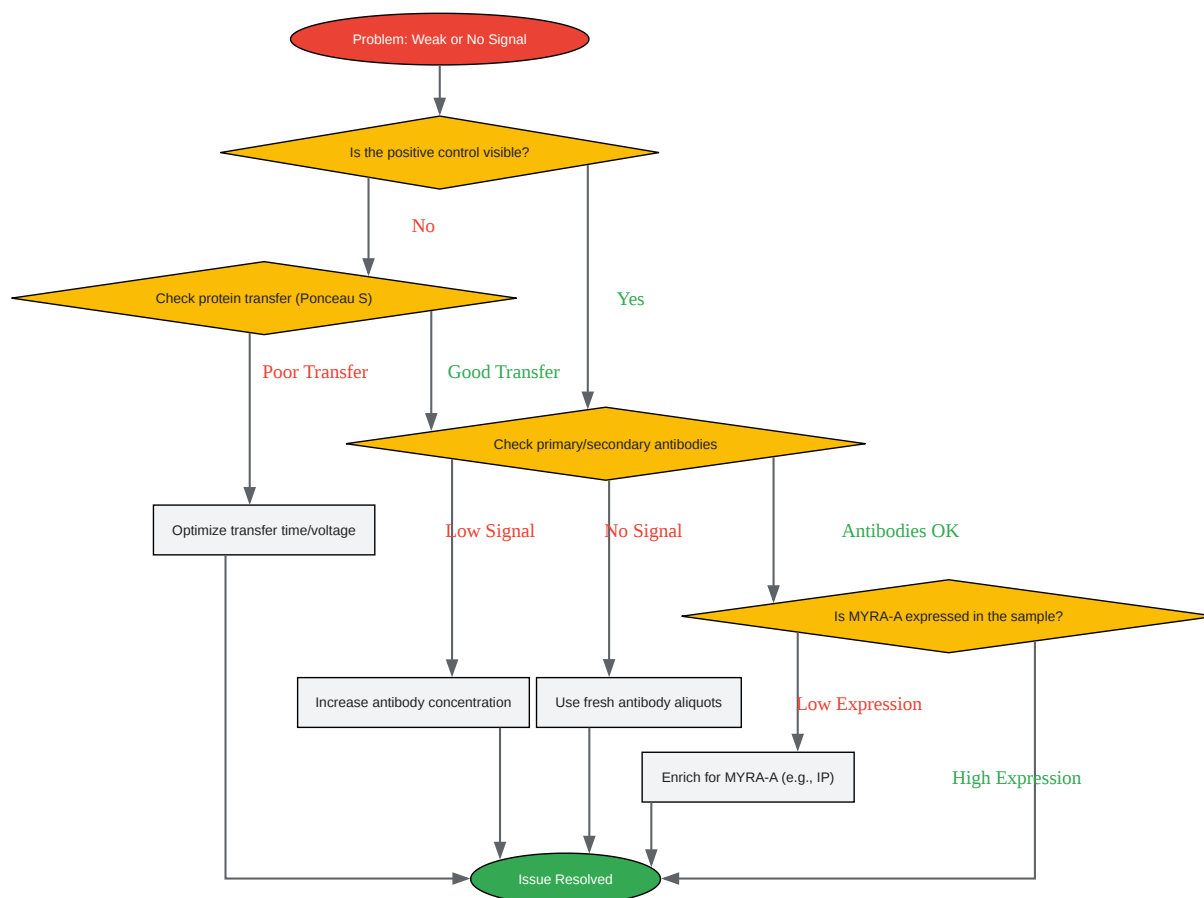 Problem: Weak or No Signal
Is the positive control visible?
No
Check protein transfer (Ponceau S)
Yes
Poor Transfer
Good Transfer
Check primary/secondary antibodies
Optimize transfer time/voltage
Low Signal
No Signal
Antibodies OK
Is MYRA-A expressed in the sample?
Increase antibody concentration
Use fresh antibody aliquots
Low Expression
Enrich for MYRA-A (e.g., IP)
High Expression
Issue Resolved